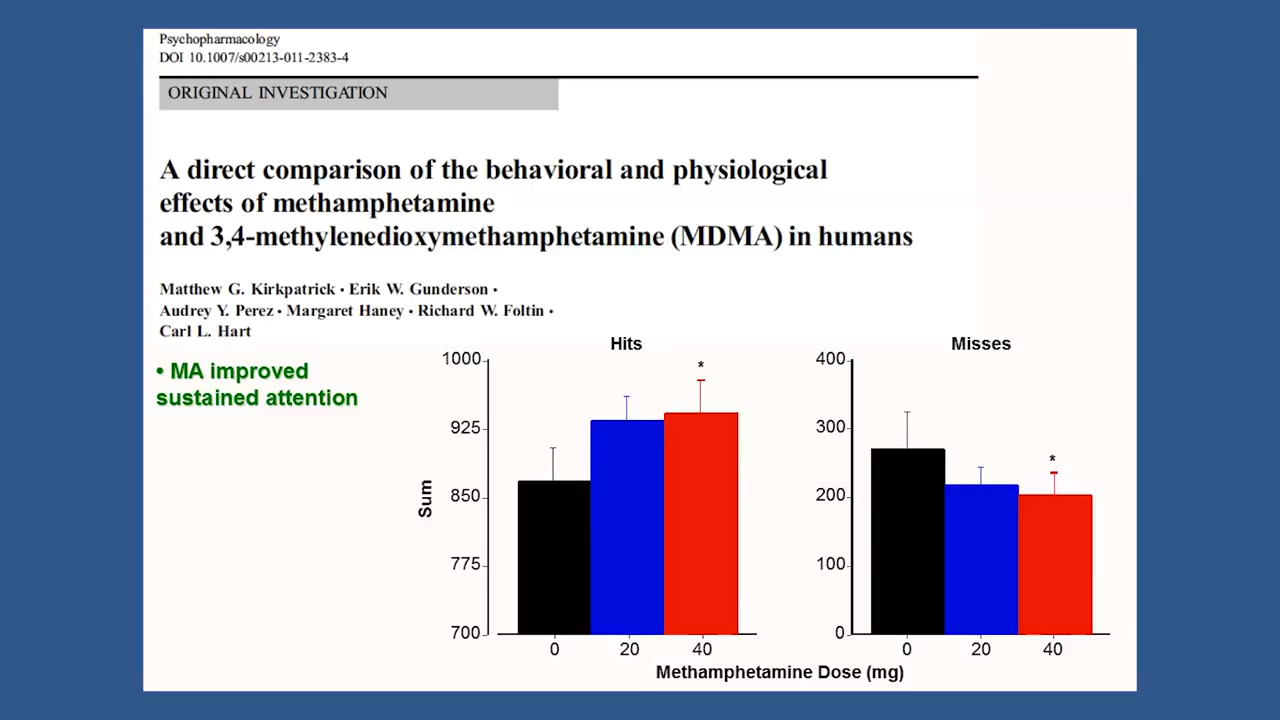 Psychopharmacology
DOI 10.1007/s00213-011-2383-4
ORIGINAL INVESTIGATION
A direct comparison of the behavioral and physiological
effects of methamphetamine
and 3,4-methylenedioxymethamphetamine (MDMA) in humans
Matthew G. Kirkpatrick · Erik W. Gunderson ·
Audrey Y. Perez · Margaret Haney · Richard W. Foltin ·
Carl L. Hart
• MA improved
sustained attention
Hits
1000
925
850
775
700
Sum
*
0 20 40
Misses
400
300
200
100
0
*
0 20 40
Methamphetamine Dose (mg)